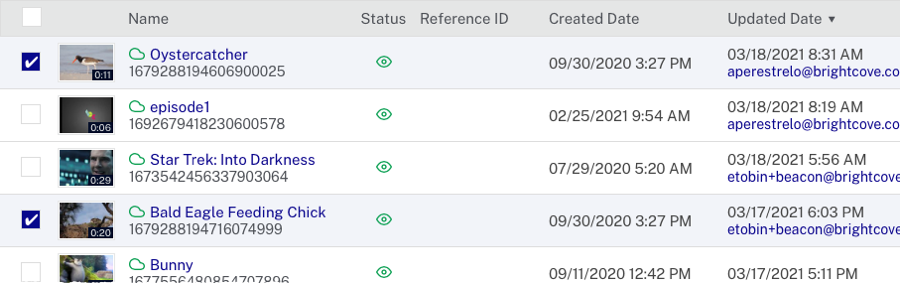 Name Status Reference ID Created Date Updated Date
0:11 Oystercatcher 09/30/2020 3:27 PM 03/18/2021 8:31 AM
1679288194606900025 aperestrelo@brightcove.co
0:06 episode1 02/25/2021 9:54 AM 03/18/2021 8:19 AM
1692679418230600578 aperestrelo@brightcove.co
0:29 Star Trek: Into Darkness 07/29/2020 5:20 AM 03/18/2021 5:56 AM
1673542456337903064 etobin+beacon@brightcove
0:20 Bald Eagle Feeding Chick 09/30/2020 3:27 PM 03/17/2021 6:03 PM
1679288194716074999 etobin+beacon@brightcove
Bunny 09/11/2020 12:42 PM 03/17/2021 5:11 PM